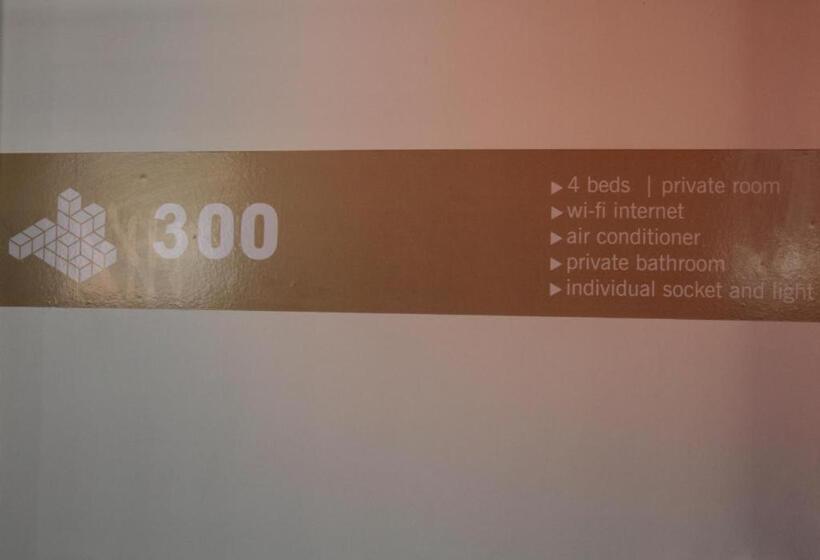 300
▶ 4 beds | private room
▶ wi-fi internet
▶ air conditioner
▶ private bathroom
▶ individual socket and light